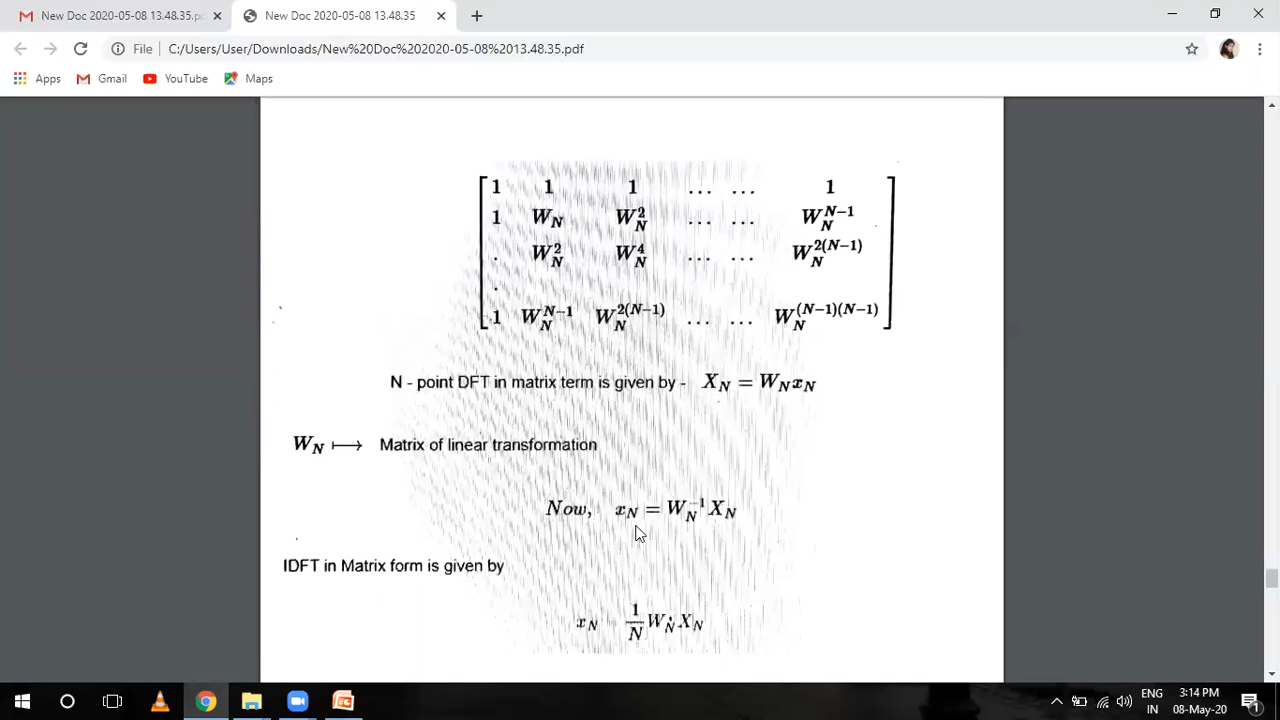 New Doc 2020-05-08 13.48.35.pd
New Doc 2020-05-08 13.48.35
File C:/Users/User/Downloads/New%20Doc%202020-05-08%2013.48.35.pdf
Apps Gmail YouTube Maps
1 1 1 ... ... 1
1 W_N W_N^2 ... ... W_N^{N-1}
. W_N^2 W_N^4 ... ... W_N^{2(N-1)}
.
1 W_N^{N-1} W_N^{2(N-1)} ... ... W_N^{(N-1)(N-1)}
N - point DFT in matrix term is given by - X_N = W_N x_N
W_N ⟼ Matrix of linear transformation
Now, x_N = W_N^{-1} X_N
IDFT in Matrix form is given by
x_N 1/N W_N^* X_N
ENG 3:14 PM
IN 08-May-20
1